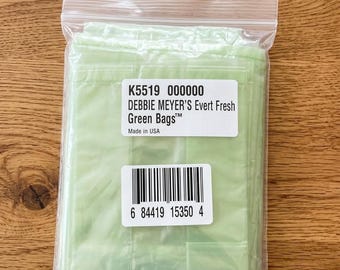 K5519 000000
DEBBIE MEYER'S Evert Fresh
Green Bags™
Made in USA
6 84419 15350 4